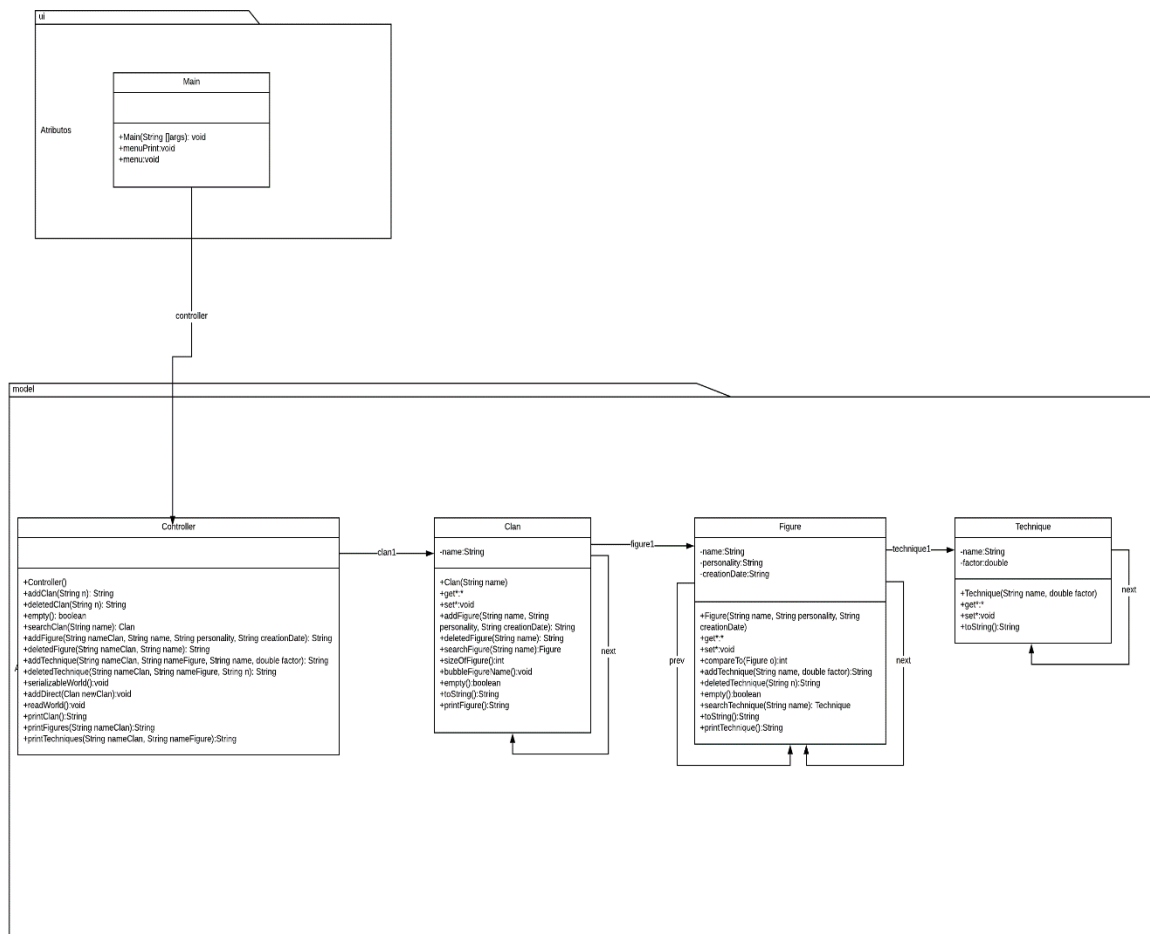 ui
Main
Atributos
+Main(String []args): void
+menuPrint:void
+menu:void
controller
model
Controller
+Controller()
+addClan(String n): String
+deletedClan(String n): String
+empty(): boolean
+searchClan(String name): Clan
+addFigure(String nameClan, String name, String personality, String creationDate): String
+deletedFigure(String nameClan, String name): String
+addTechnique(String nameClan, String nameFigure, String name, double factor): String
+deletedTechnique(String nameClan, String nameFigure, String n): String
+serializableWorld():void
+addDirect(Clan newClan):void
+readWorld():void
+printClan():String
+printFigures(String nameClan):String
+printTechniques(String nameClan, String nameFigure):String
clan1
Clan
-name:String
+Clan(String name)
+get*:*
+set*:void
+addFigure(String name, String
personality, String creationDate): String
+deletedFigure(String name): String
+searchFigure(String name):Figure
+sizeOfFigure():int
+bubbleFigureName():void
+empty():boolean
+toString():String
+printFigure():String
next
figure1
Figure
-name:String
-personality:String
-creationDate:String
+Figure(String name, String personality, String
creationDate)
+get*:*
+set*:void
+compareTo(Figure o):int
+addTechnique(String name, double factor):String
+deletedTechnique(String n):String
+empty():boolean
+searchTechnique(String name): Technique
+toString():String
+printTechnique():String
prev
next
technique1
Technique
-name:String
-factor:double
+Technique(String name, double factor)
+get*:*
+set*:void
+toString():String
next